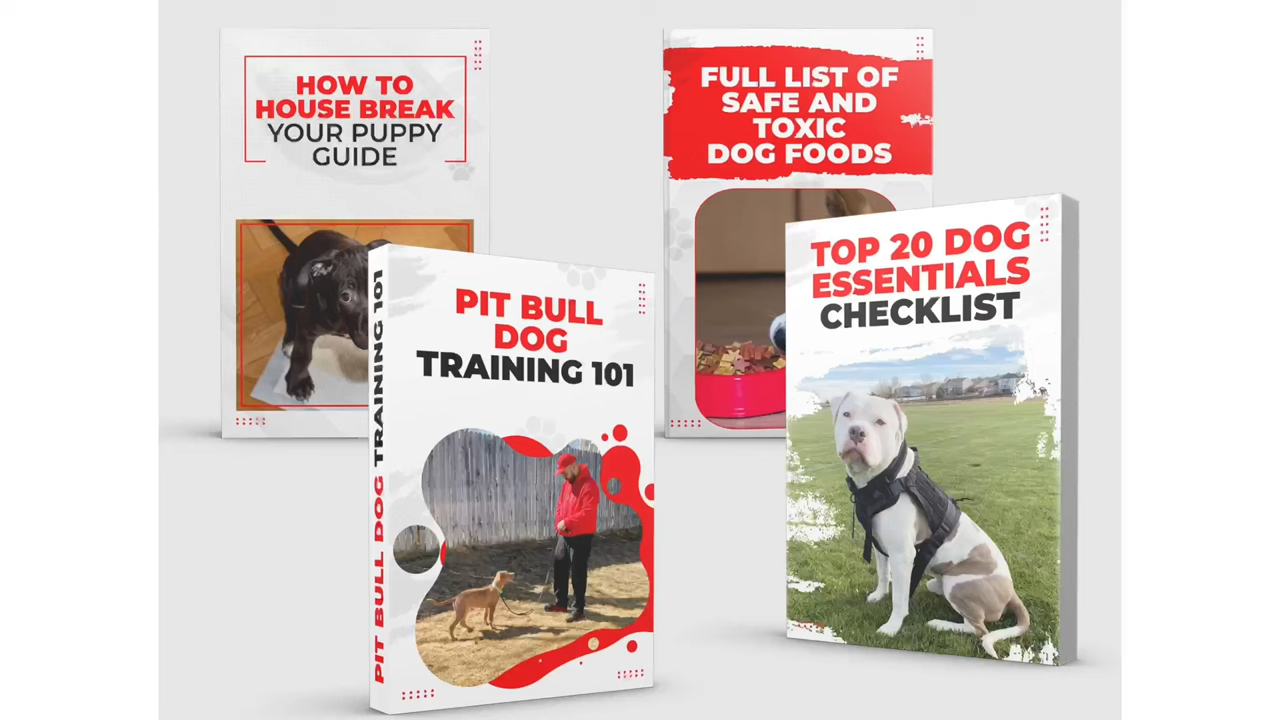 HOW TO
HOUSE BREAK
YOUR PUPPY
GUIDE
FULL LIST OF
SAFE AND
TOXIC
DOG FOODS
PIT BULL
DOG
TRAINING 101
PIT BULL DOG TRAINING 101
TOP 20 DOG
ESSENTIALS
CHECKLIST